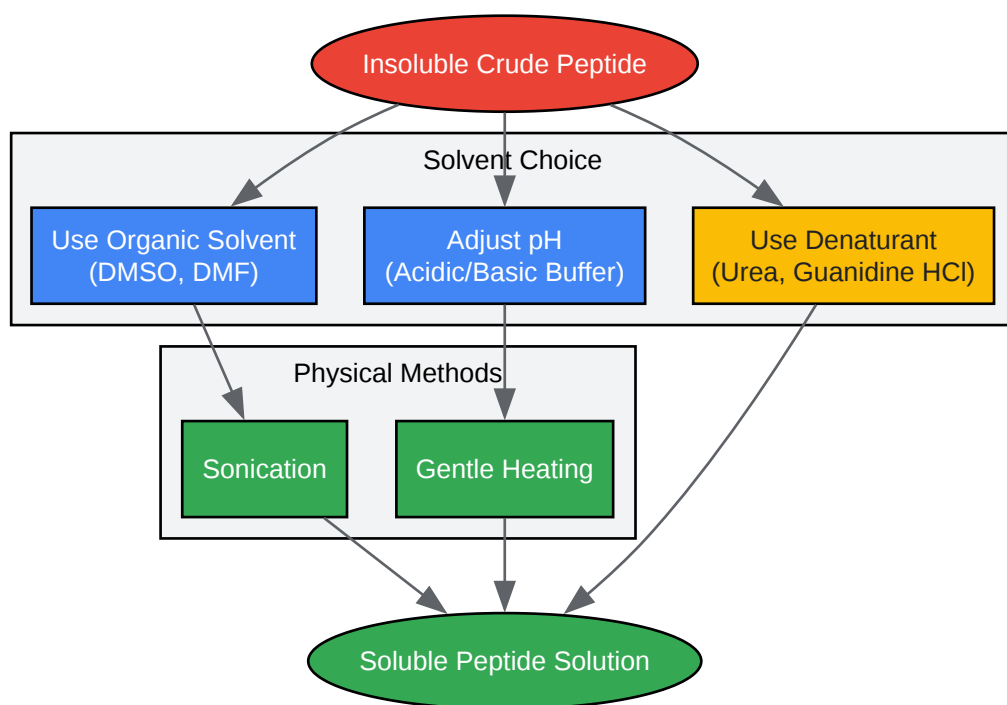 Insoluble Crude Peptide
Solvent Choice
Use Organic Solvent
(DMSO, DMF)
Adjust pH
(Acidic/Basic Buffer)
Use Denaturant
(Urea, Guanidine HCl)
Physical Methods
Sonication
Gentle Heating
Soluble Peptide Solution